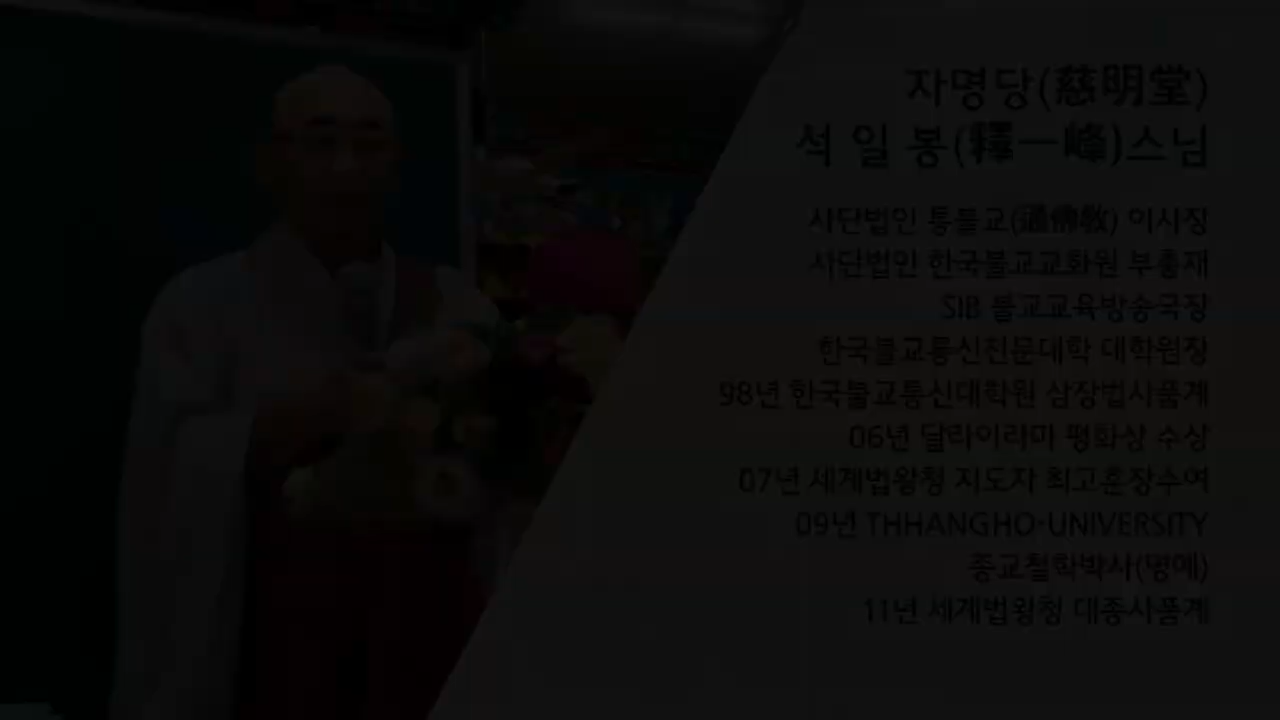 자명당(慈明堂)
석 일 봉(釋一峰)스님
사단법인 통불교(通佛敎) 이사장
사단법인 한국불교교화원 부총재
SIB 불교교육방송국장
한국불교통신전문대학 대학원장
98년 한국불교통신대학원 삼장법사품계
06년 달라이라마 평화상 수상
07년 세계법왕청 지도자 최고훈장수여
09년 THHANGHO·UNIVERSITY
종교철학박사(명예)
11년 세계법왕청 대종사품계